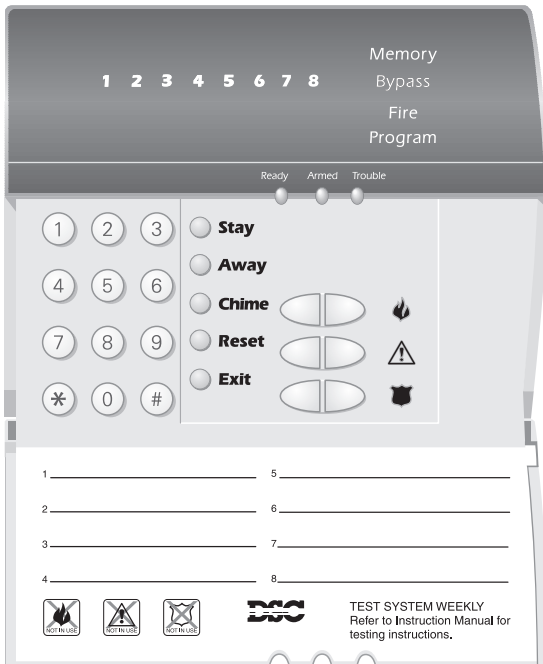 Memory
1 2 3 4 5 6 7 8 Bypass
Fire
Program
Ready Armed Trouble
1 2 3 Stay
Away
4 5 6
Chime
7 8 9 Reset
Exit
* 0 #
1 5
2 6
3 7
4 8
NOT IN USE NOT IN USE NOT IN USE
DSC
TEST SYSTEM WEEKLY
Refer to Instruction Manual for
testing instructions.